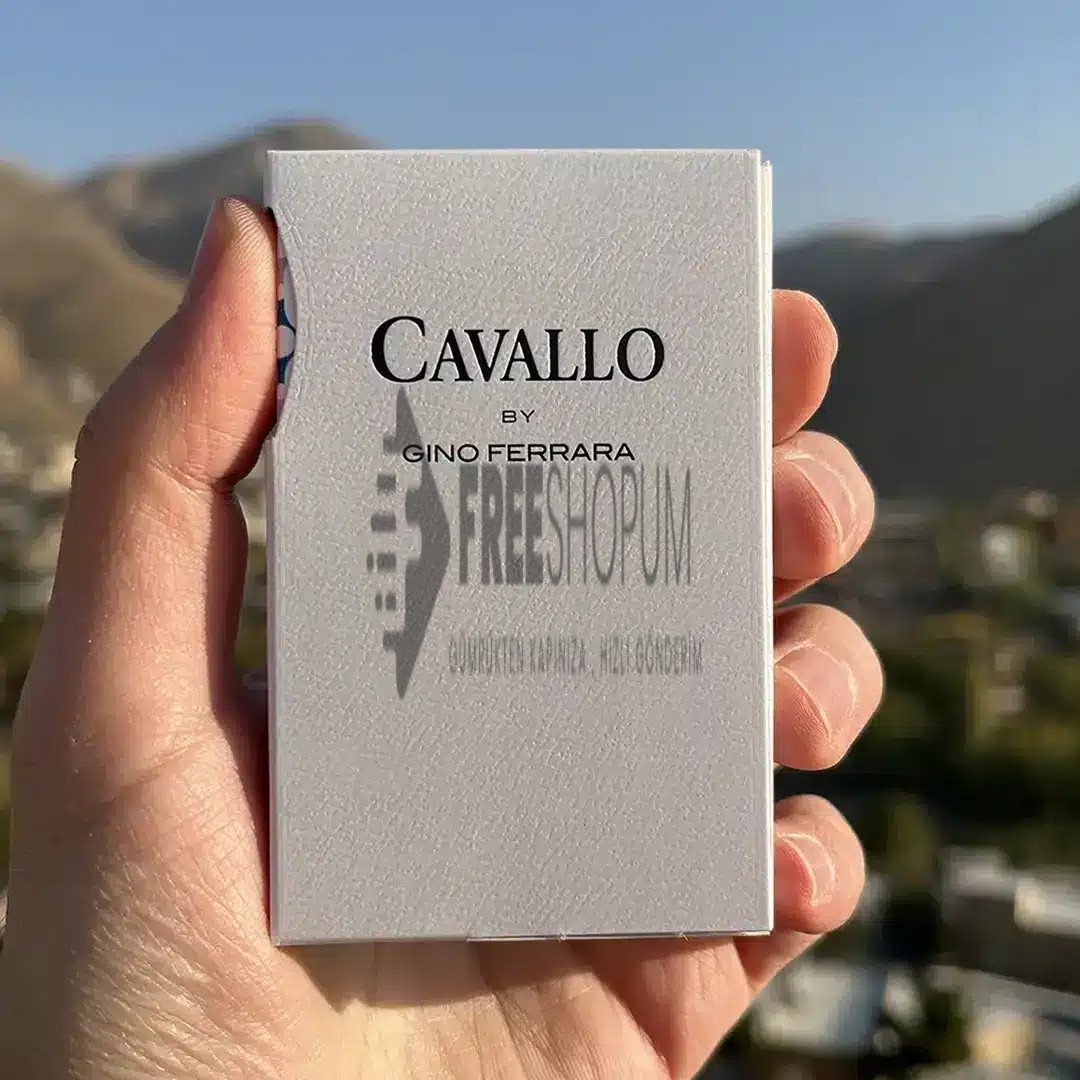 CAVALLO
BY
GINO FERRARA
FREESHOPUM
GÜMRÜKTEN KAPINIZA, HIZLI GÖNDERİM